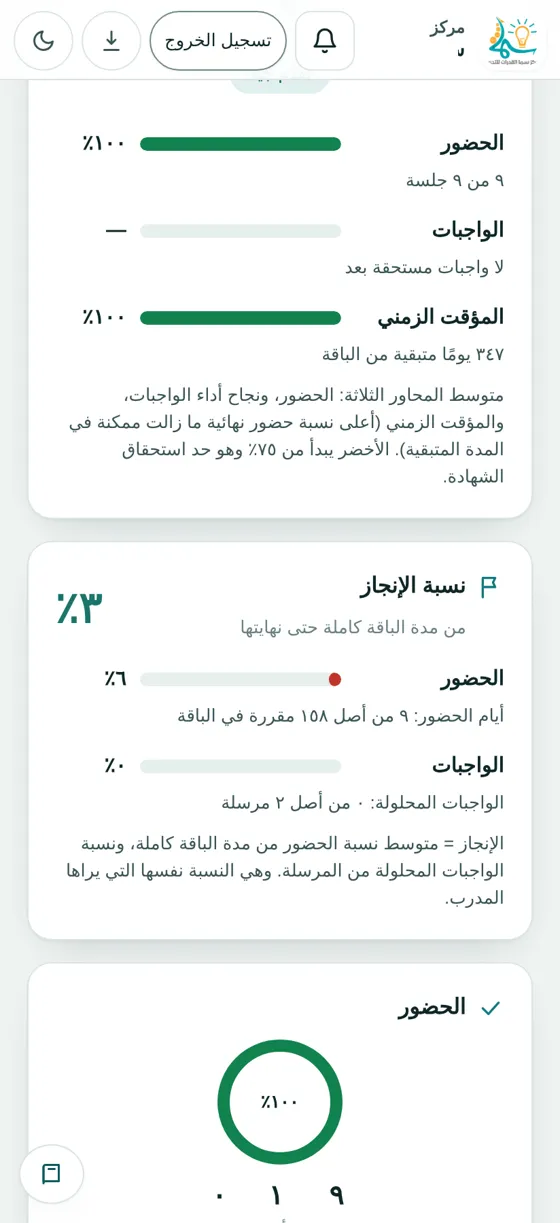 مركز
تسجيل الخروج
الحضور
٪١٠٠
٩ من ٩ جلسة
الواجبات
—
لا واجبات مستحقة بعد
المؤقت الزمني
٪١٠٠
٣٤٧ يومًا متبقية من الباقة
متوسط المحاور الثلاثة: الحضور، ونجاح أداء الواجبات،
والمؤقت الزمني (أعلى نسبة حضور نهائية ما زالت ممكنة في
المدة المتبقية). الأخضر يبدأ من ٧٥٪ وهو حد استحقاق
الشهادة.
نسبة الإنجاز
٪٣
من مدة الباقة كاملة حتى نهايتها
الحضور
٪٦
أيام الحضور: ٩ من أصل ١٥٨ مقررة في الباقة
الواجبات
٪٠
الواجبات المحلولة: ٠ من أصل ٢ مرسلة
الإنجاز = متوسط نسبة الحضور من مدة الباقة كاملة، ونسبة
الواجبات المحلولة من المرسلة. وهي النسبة نفسها التي يراها
المدرب.
الحضور
٪١٠٠
٩ ١ ٠